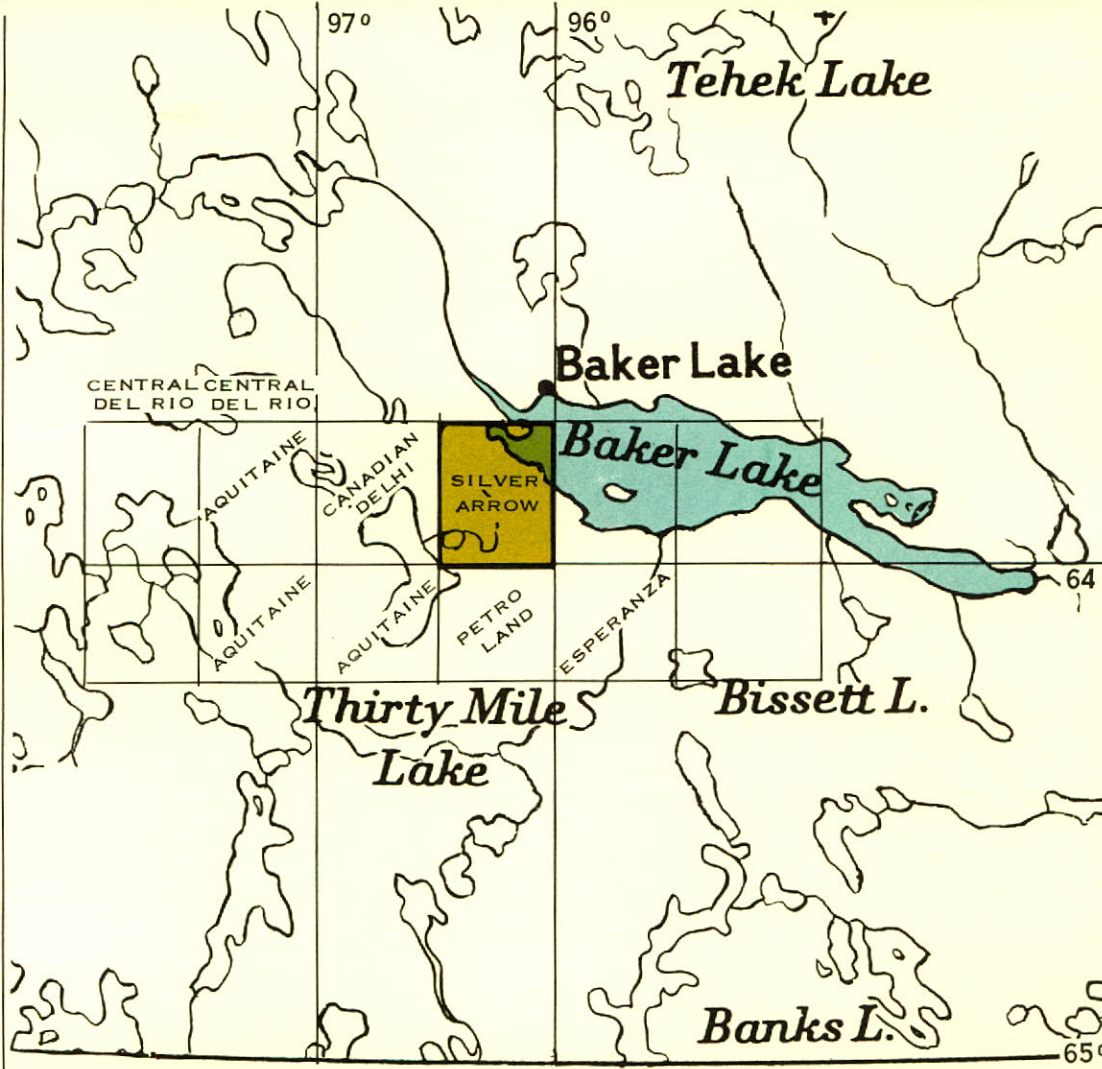 97°
96°
Tehek Lake
Baker Lake
CENTRAL CENTRAL
DEL RIO DEL RIO
AQUITAINE
CANADIAN
DELHI
SILVER
ARROW
Baker Lake
AQUITAINE
AQUITAINE
PETRO
LAND
ESPERANZA
64
Thirty Mile
Lake
Bissett L.
Banks L.
65°